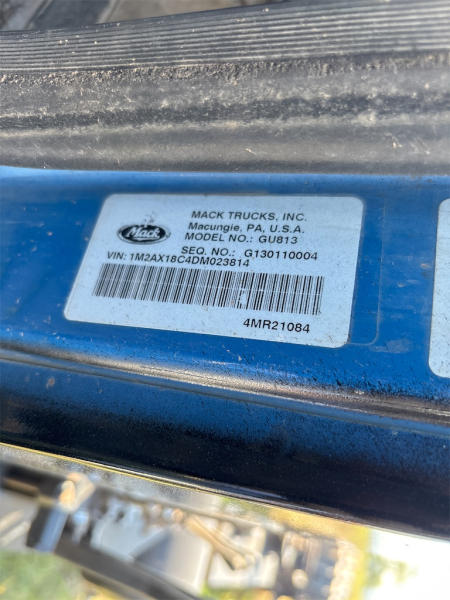 Mack
MACK TRUCKS, INC.
Macungie, PA, U.S.A.
MODEL NO.: GU813
SEQ. NO.: G130110004
VIN: 1M2AX18C4DM023814
4MR21084